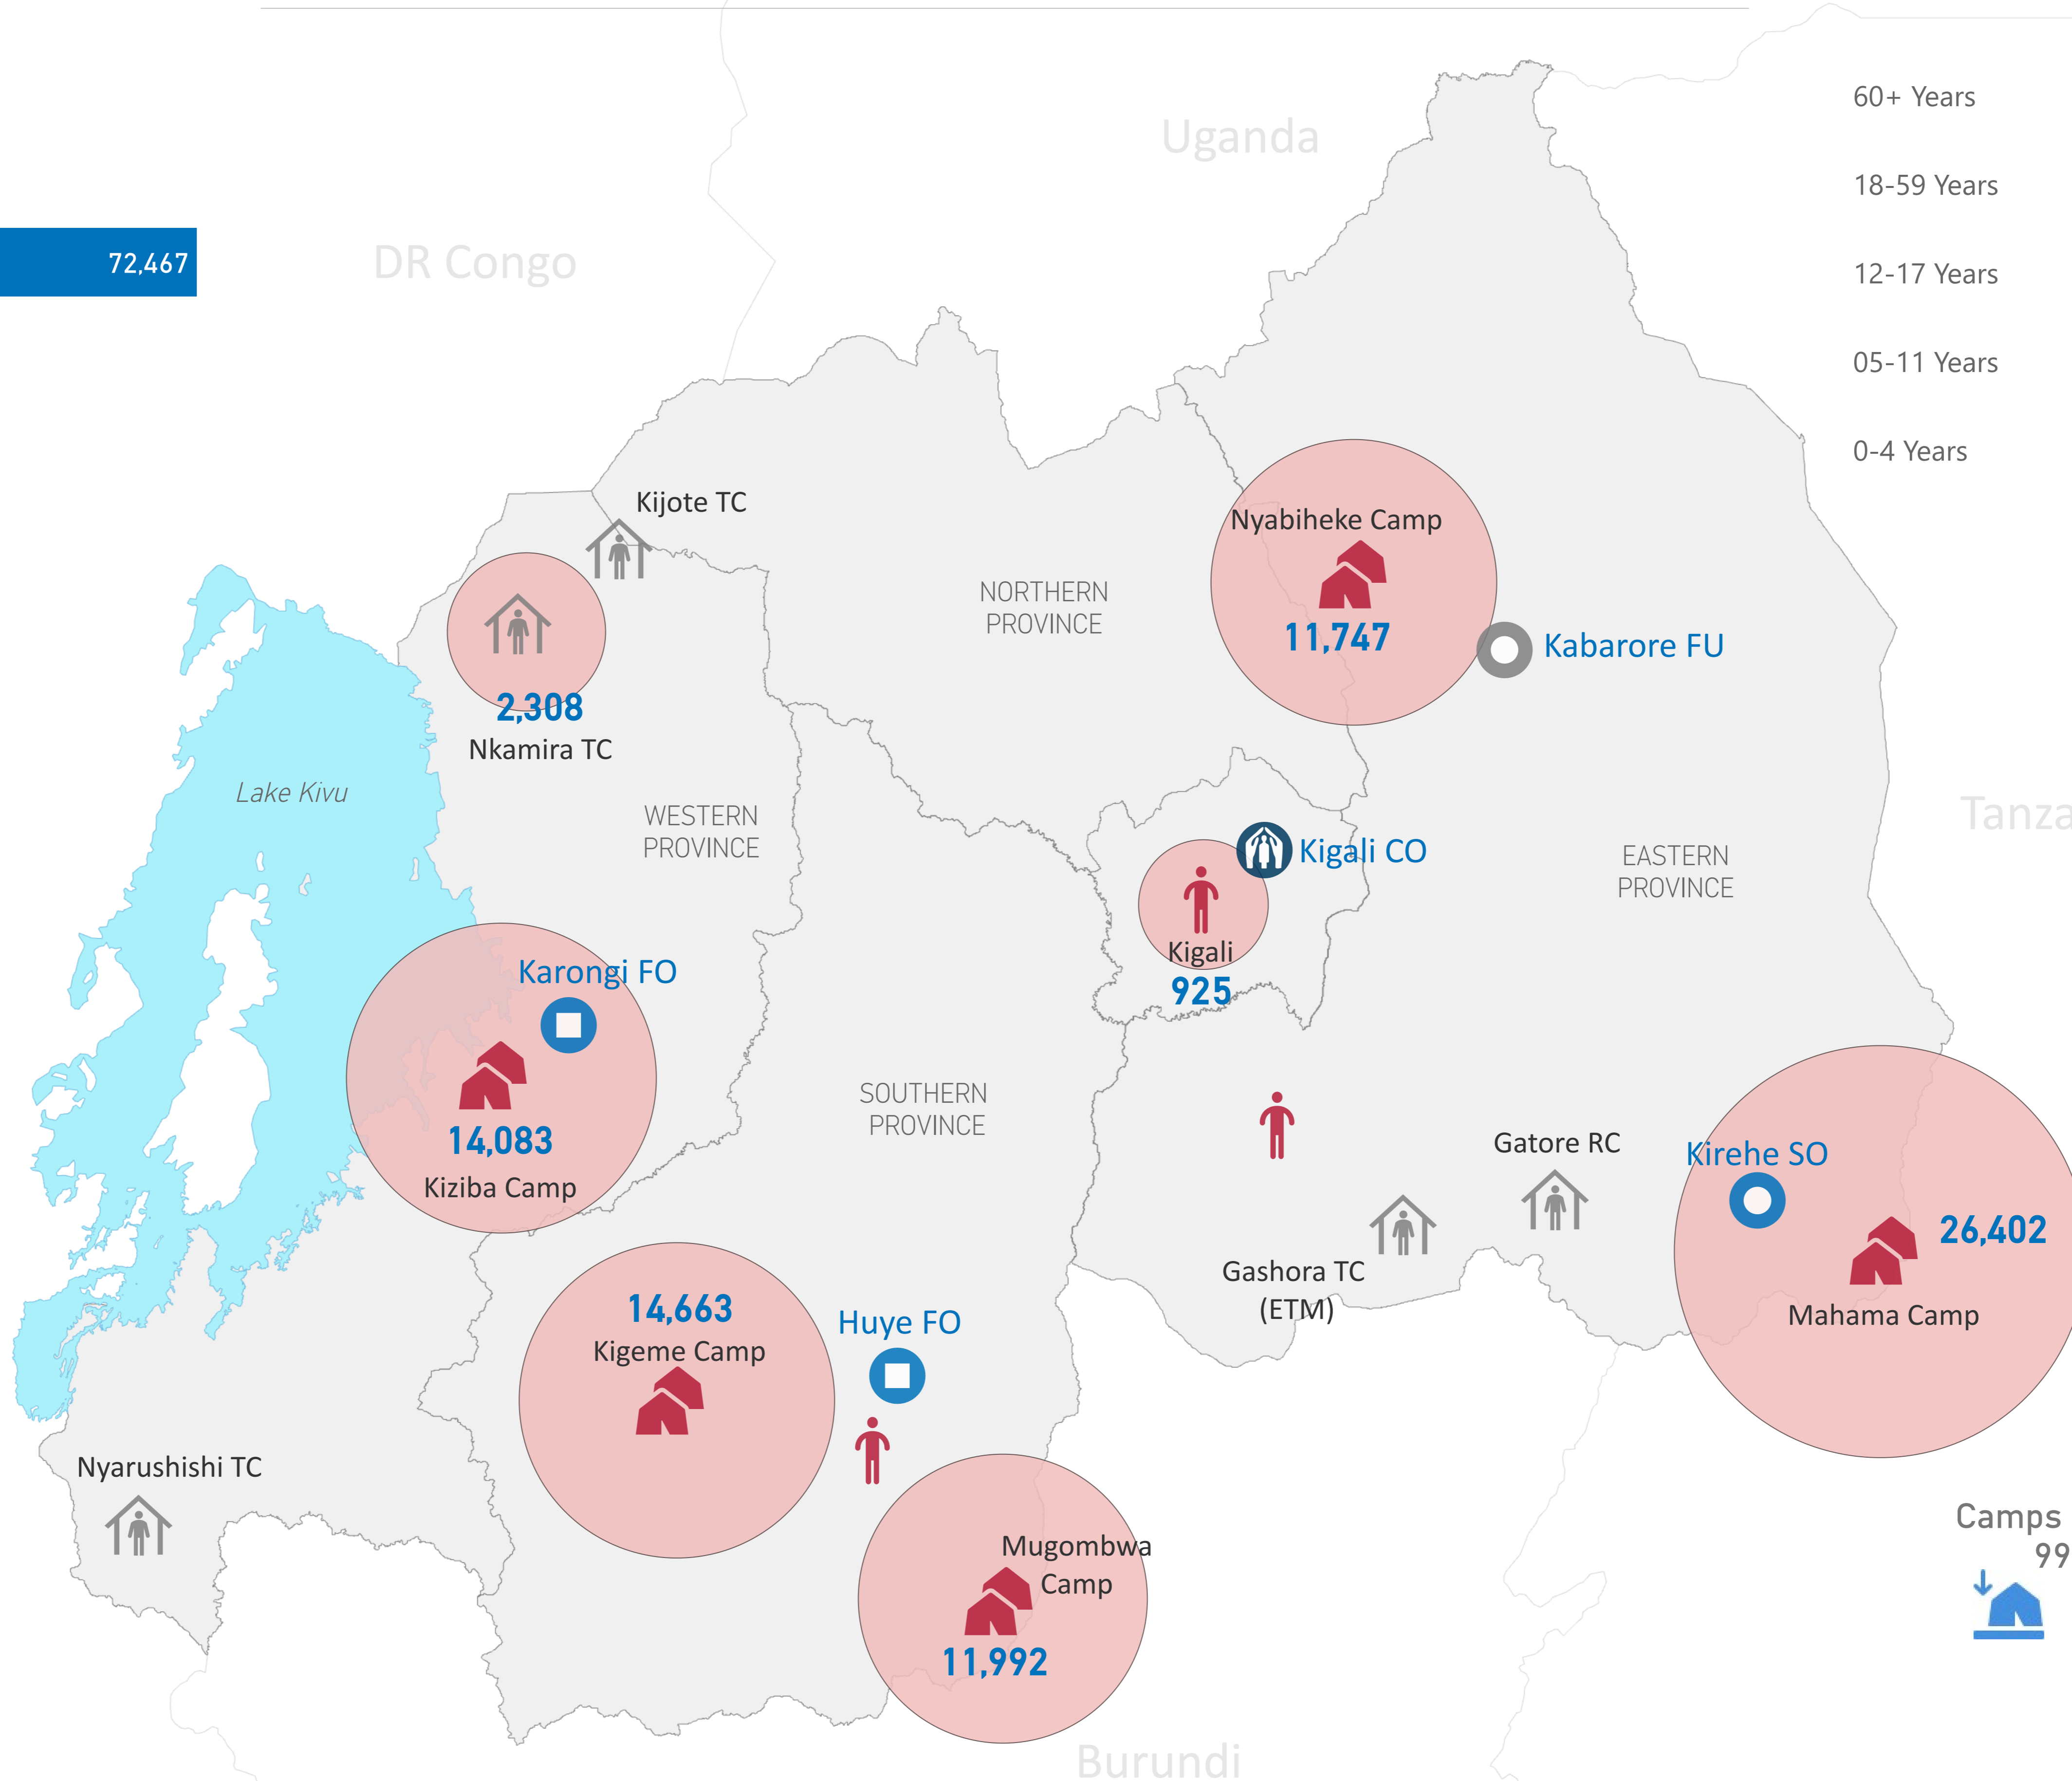 60+ Years
Uganda
18-59 Years
72,467
DR Congo
12-17 Years
05-11 Years
0-4 Years
Kijote TC
Nyabiheke Camp
11,747
NORTHERN
PROVINCE
Kabarore FU
2,308
Nkamira TC
Lake Kivu
WESTERN
PROVINCE
Tanza
Kigali CO
EASTERN
PROVINCE
Kigali
925
Karongi FO
14,083
Kiziba Camp
SOUTHERN
PROVINCE
Gatore RC
Kirehe SO
26,402
Mahama Camp
Gashora TC
(ETM)
14,663
Kigeme Camp
Huye FO
Nyarushishi TC
Mugombwa
Camp
11,992
Camps
99
Burundi